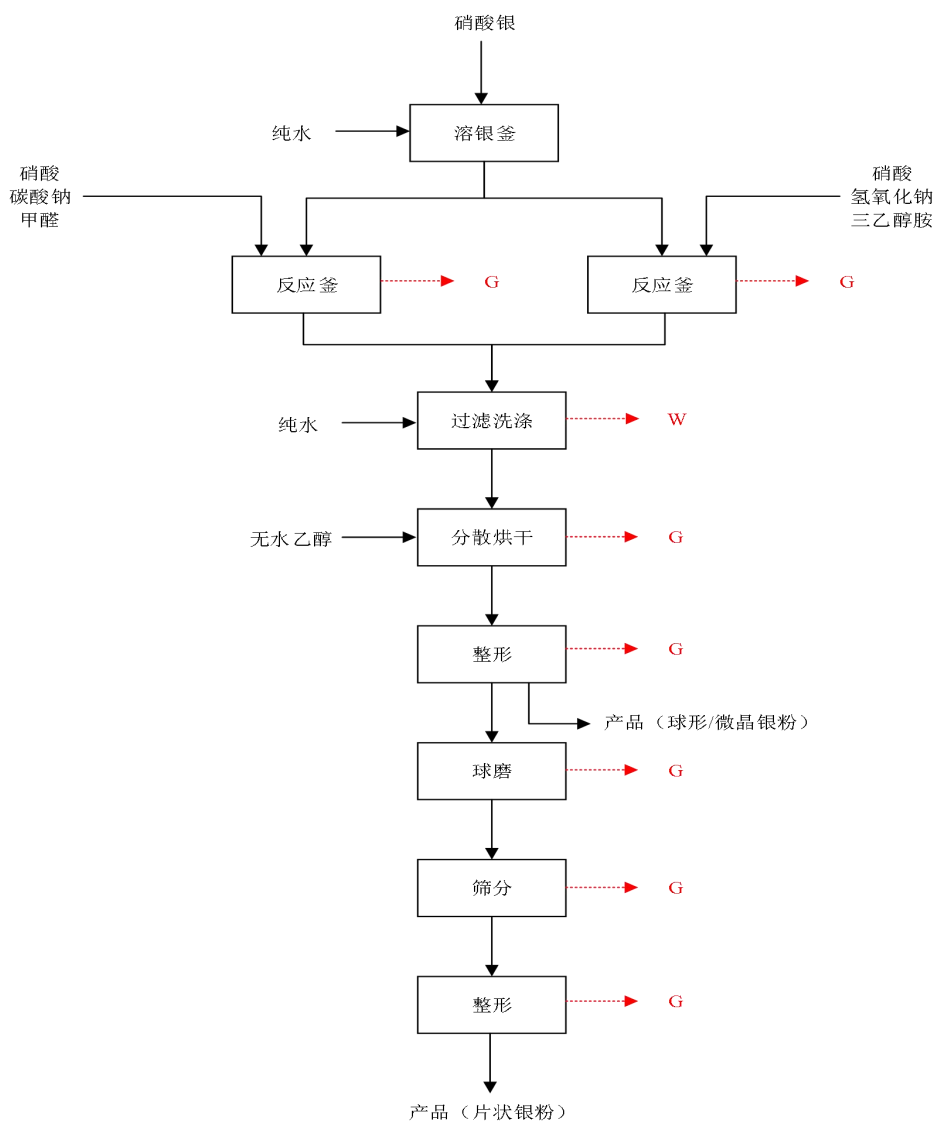 硝酸银
纯水
溶银釜
硝酸
碳酸钠
甲醛
硝酸
氢氧化钠
三乙醇胺
反应釜
G
反应釜
G
纯水
过滤洗涤
W
无水乙醇
分散烘干
G
整形
G
产品（球形/微晶银粉）
球磨
G
筛分
G
整形
G
产品（片状银粉）